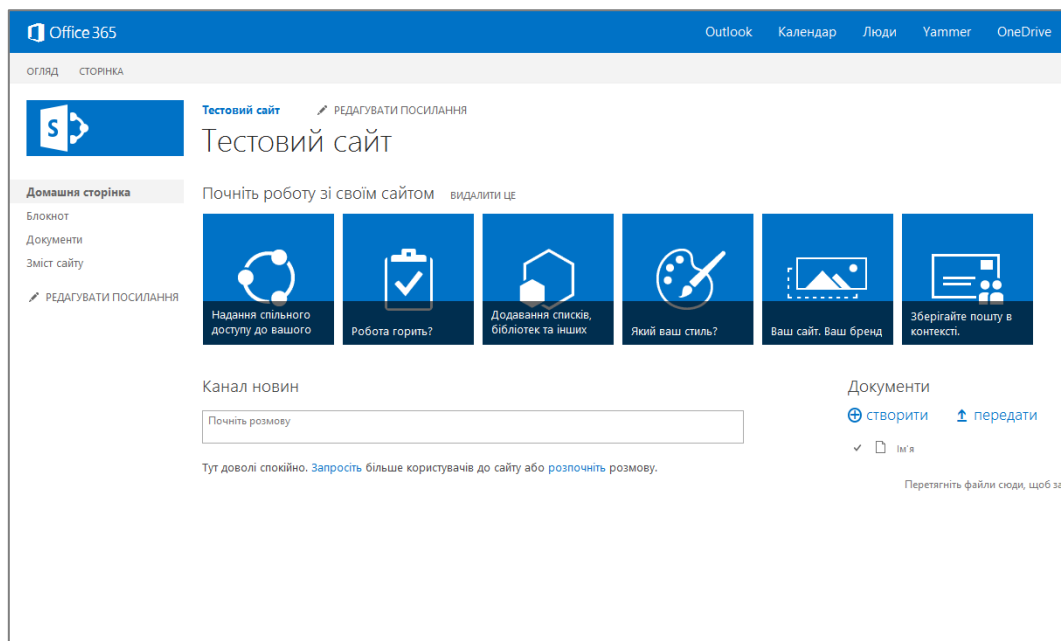 Office 365
Outlook Календар Люди Yammer OneDrive
ОГЛЯД СТОРІНКА
Тестовий сайт РЕДАГУВАТИ ПОСИЛАННЯ
Тестовий сайт
S
Домашня сторінка
Блокнот
Документи
Зміст сайту
РЕДАГУВАТИ ПОСИЛАННЯ
Почніть роботу зі своїм сайтом ВИДАЛИТИ ЦЕ
Надання спільного
доступу до вашого
Робота горить?
Додавання списків,
бібліотек та інших
Який ваш стиль?
Ваш сайт. Ваш бренд
Зберігайте пошту в
контексті.
Канал новин
Почніть розмову
Тут доволі спокійно. Запросіть більше користувачів до сайту або розпочніть розмову.
Документи
створити передати
Ім'я
Перетягніть файли сюди, щоб за